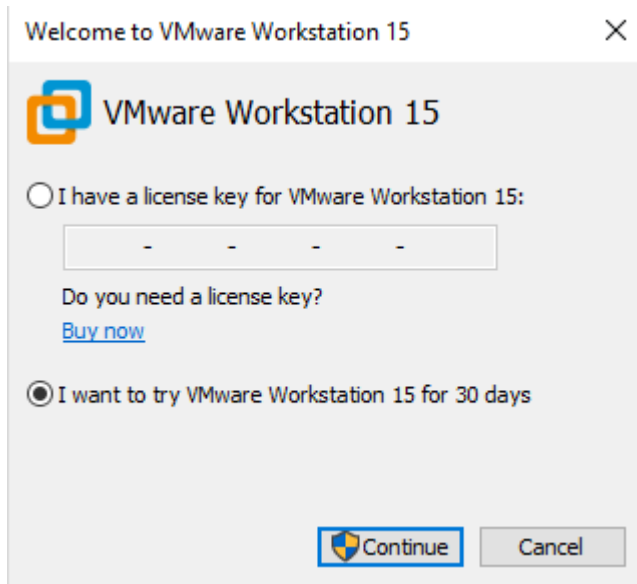 Welcome to VMware Workstation 15
VMware Workstation 15
I have a license key for VMware Workstation 15:
- - - -
Do you need a license key?
Buy now
I want to try VMware Workstation 15 for 30 days
Continue Cancel